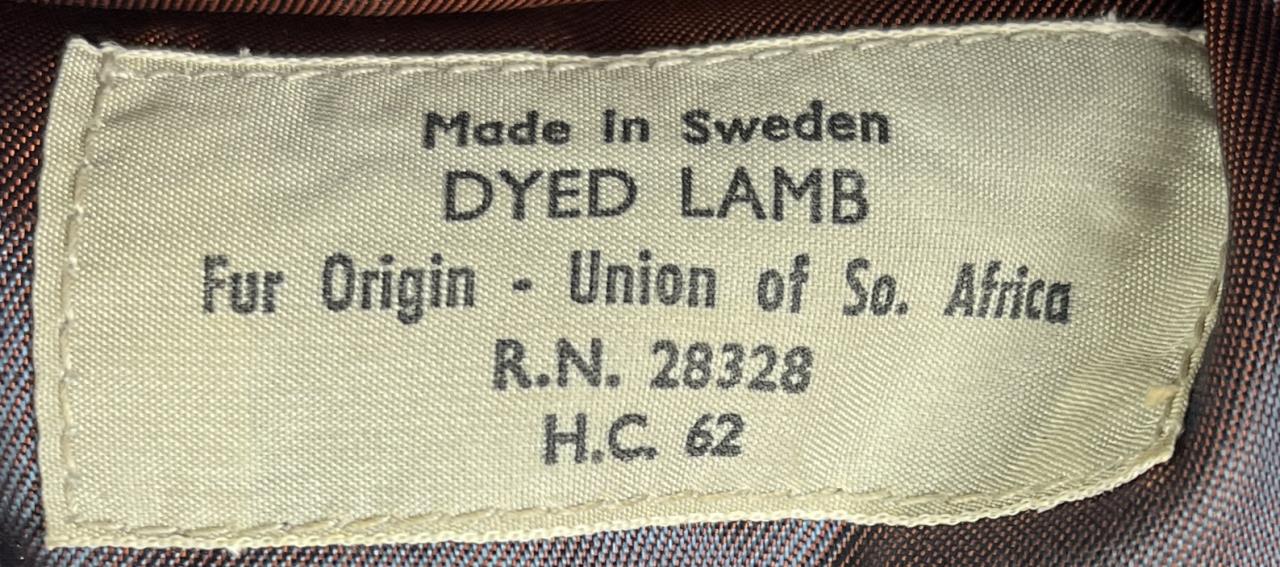 Made In Sweden
DYED LAMB
Fur Origin - Union of So. Africa
R.N. 28328
H.C. 62